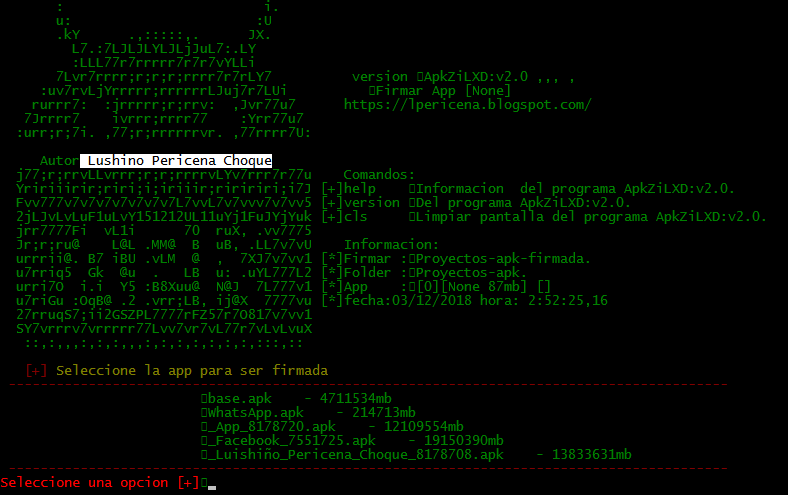 :                         i.
u:                       :U
.kY      .,:::::,.      JX.
L7.:7LJLJLYLJLjJuL7:.LY
:LLL77r7rrrrr7r7r7vYLLi
7Lvr7rrrr;r;r;r;rrrr7r7rLY7          version ApkZiLXD:v2.0 ,,, ,
:uv7rvLjYrrrrr;rrrrrrLJuj7r7LUi          Firmar App [None]
rurrr7:  :jrrrrr;r;rrv:  ,Jvr77u7      https://lpericena.blogspot.com/
7Jrrrr7    ivrrr;rrrr77    :Yrr77u7
:urr;r;7i. ,77;r;rrrrrrvr. ,77rrrr7U:
Autor Lushino Pericena Choque
j77;r;rrvLLvrrr;r;r;rrrrvLYv7rrr7r77u    Comandos:
Yririiirir;riri;i;iriiir;riririri;i7J [+]help    Informacion  del programa ApkZiLXD:v2.0.
Fvv777v7v7v7v7v7v7L7vvL7v7vvv7v7vv5 [+]version Del programa ApkZiLXD:v2.0.
2jLJvLvLuF1uLvY151212UL11uYj1FuJYjYuk [+]cls     Limpiar pantalla del programa ApkZiLXD:v2.0.
jrr7777Fi  vL1i      7O  ruX, .vv7775
Jr;r;ru@    L@L .MM@  B  uB, .LL7v7vU    Informacion:
urrrii@. B7 iBU .vLM  @  ,  7XJ7v7vv1 [*]Firmar :Proyectos-apk-firmada.
u7rriq5  Gk  @u  .   LB  u: .uYL777L2 [*]Folder :Proyectos-apk.
urri7O  i.i  Y5 :B8Xuu@  N@J  7L777v1 [*]App    :[0][None 87mb] []
u7riGu :OqB@ .2 .vrr;LB, ij@X  7777vu [*]fecha:03/12/2018 hora: 2:52:25,16
27rruqS7;ii2GSZPL7777rFZ57r7O817v7vv1
SY7vrrrv7vrrrrr77Lvv7vr7vL77r7vLvLvuX
::,:,,,:,:,,,:,:,:,:,:,:,:,:,:,:::,::
[+] Seleccione la app para ser firmada
base.apk    - 4711534mb
WhatsApp.apk    - 214713mb
_App_8178720.apk    - 12109554mb
_Facebook_7551725.apk    - 19150390mb
_Luishiño_Pericena_Choque_8178708.apk    - 13833631mb
Seleccione una opcion [+]